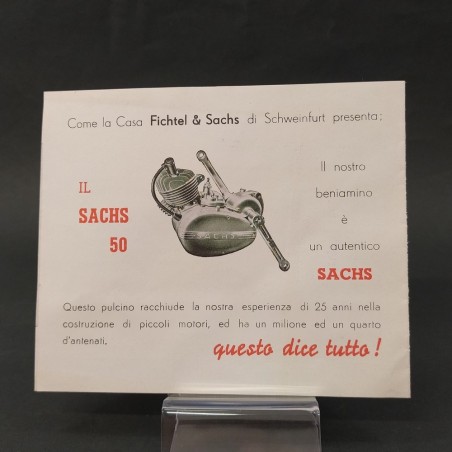 Come la Casa Fichtel & Sachs di Schweinfurt presenta:
IL
SACHS
50
SACHS
Il nostro
beniamino
è
un autentico
SACHS
Questo pulcino racchiude la nostra esperienza di 25 anni nella
costruzione di piccoli motori, ed ha un milione ed un quarto
d'antenati,
questo dice tutto!